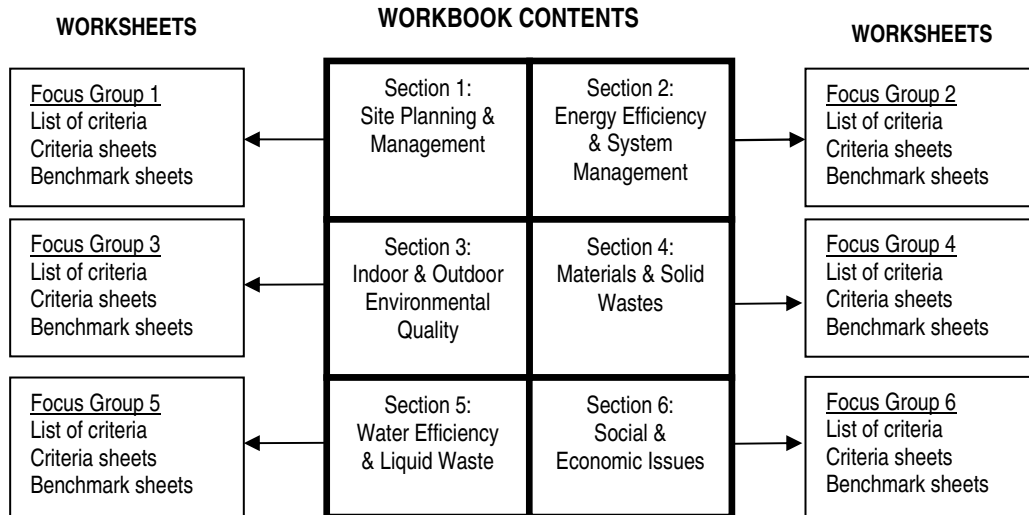 WORKSHEETS
WORKBOOK CONTENTS
WORKSHEETS
Focus Group 1
List of criteria
Criteria sheets
Benchmark sheets
Section 1:
Site Planning &
Management
Section 2:
Energy Efficiency
& System
Management
Focus Group 2
List of criteria
Criteria sheets
Benchmark sheets
Focus Group 3
List of criteria
Criteria sheets
Benchmark sheets
Section 3:
Indoor & Outdoor
Environmental
Quality
Section 4:
Materials & Solid
Wastes
Focus Group 4
List of criteria
Criteria sheets
Benchmark sheets
Focus Group 5
List of criteria
Criteria sheets
Benchmark sheets
Section 5:
Water Efficiency
& Liquid Waste
Section 6:
Social &
Economic Issues
Focus Group 6
List of criteria
Criteria sheets
Benchmark sheets